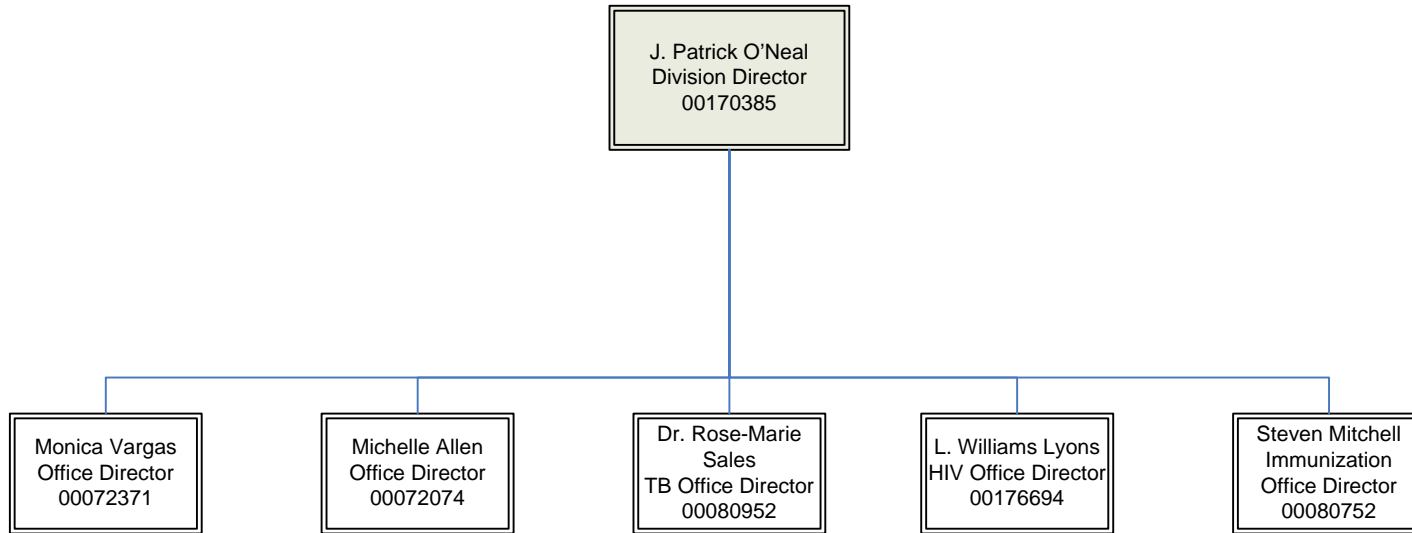 J. Patrick O’Neal
Division Director
00170385
Monica Vargas
Office Director
00072371
Michelle Allen
Office Director
00072074
Dr. Rose-Marie
Sales
TB Office Director
00080952
L. Williams Lyons
HIV Office Director
00176694
Steven Mitchell
Immunization
Office Director
00080752